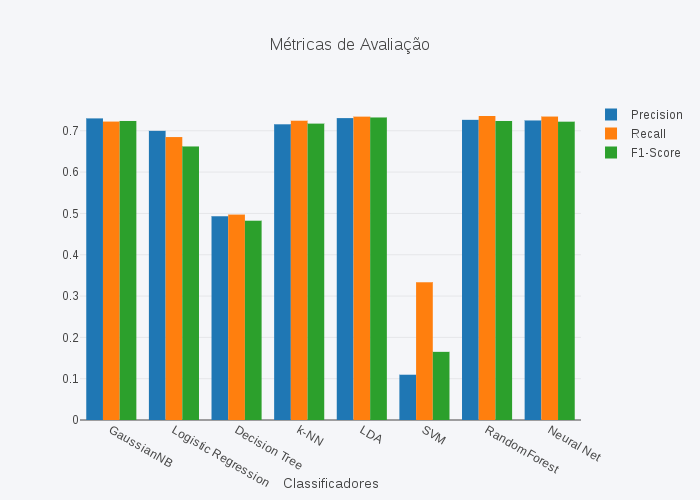 Métricas de Avaliação
Precision
Recall
F1-Score
0.7
0.6
0.5
0.4
0.3
0.2
0.1
0
GaussianNB
Logistic Regression
Decision Tree
k-NN
LDA
SVM
RandomForest
Neural Net
Classificadores